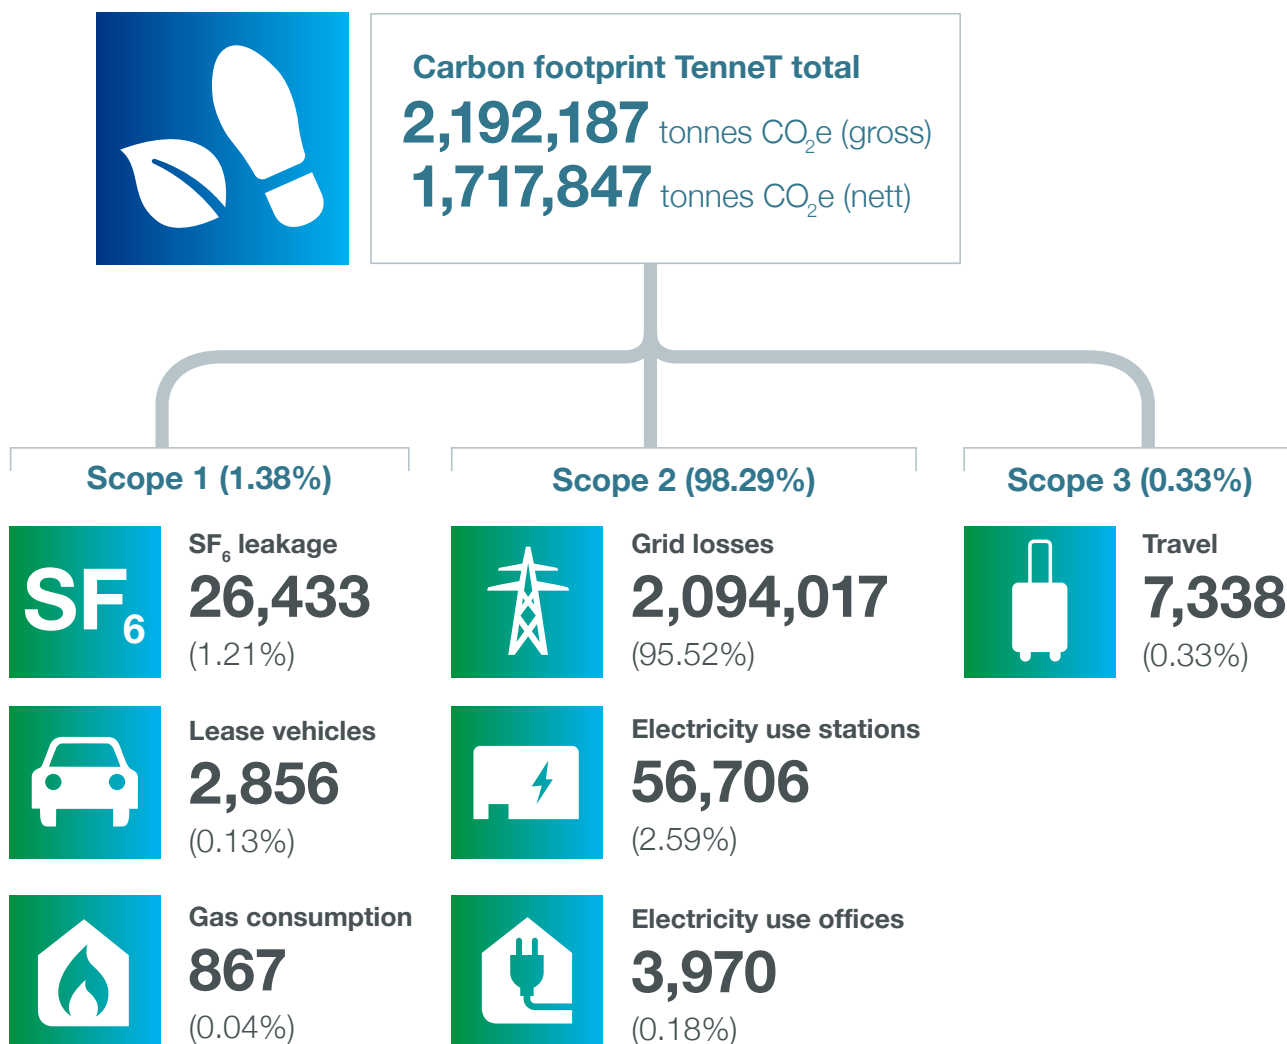 Carbon footprint TenneT total
2,192,187 tonnes CO₂e (gross)
1,717,847 tonnes CO₂e (nett)
Scope 1 (1.38%)
SF₆
SF₆ leakage
26,433
(1.21%)
Lease vehicles
2,856
(0.13%)
Gas consumption
867
(0.04%)
Scope 2 (98.29%)
Grid losses
2,094,017
(95.52%)
Electricity use stations
56,706
(2.59%)
Electricity use offices
3,970
(0.18%)
Scope 3 (0.33%)
Travel
7,338
(0.33%)